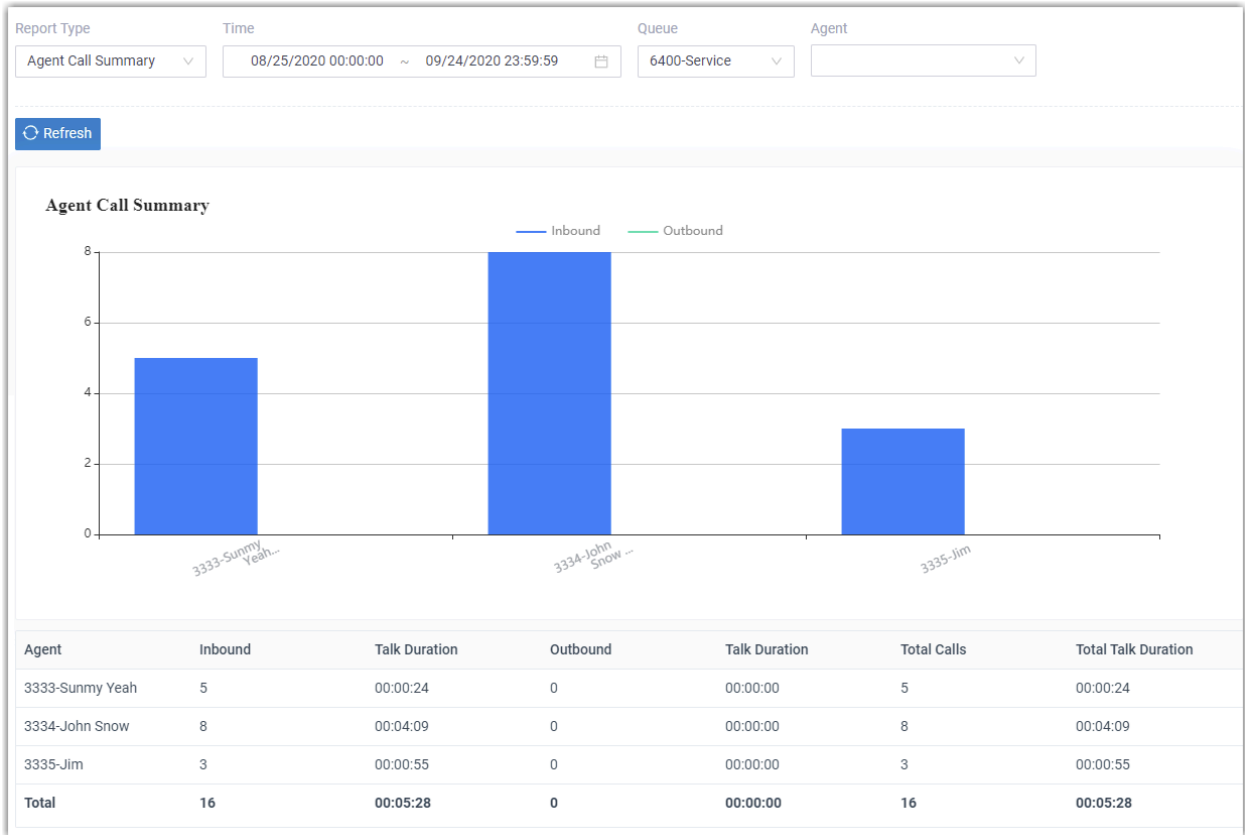 Report Type Time Queue Agent
Agent Call Summary 08/25/2020 00:00:00 ~ 09/24/2020 23:59:59 6400-Service
Refresh
Agent Call Summary
Inbound Outbound
8
6
4
2
0
3333-Sunmy
Yeah...
3334-John
Snow ...
3335-Jim
Agent Inbound Talk Duration Outbound Talk Duration Total Calls Total Talk Duration
3333-Sunmy Yeah 5 00:00:24 0 00:00:00 5 00:00:24
3334-John Snow 8 00:04:09 0 00:00:00 8 00:04:09
3335-Jim 3 00:00:55 0 00:00:00 3 00:00:55
Total 16 00:05:28 0 00:00:00 16 00:05:28